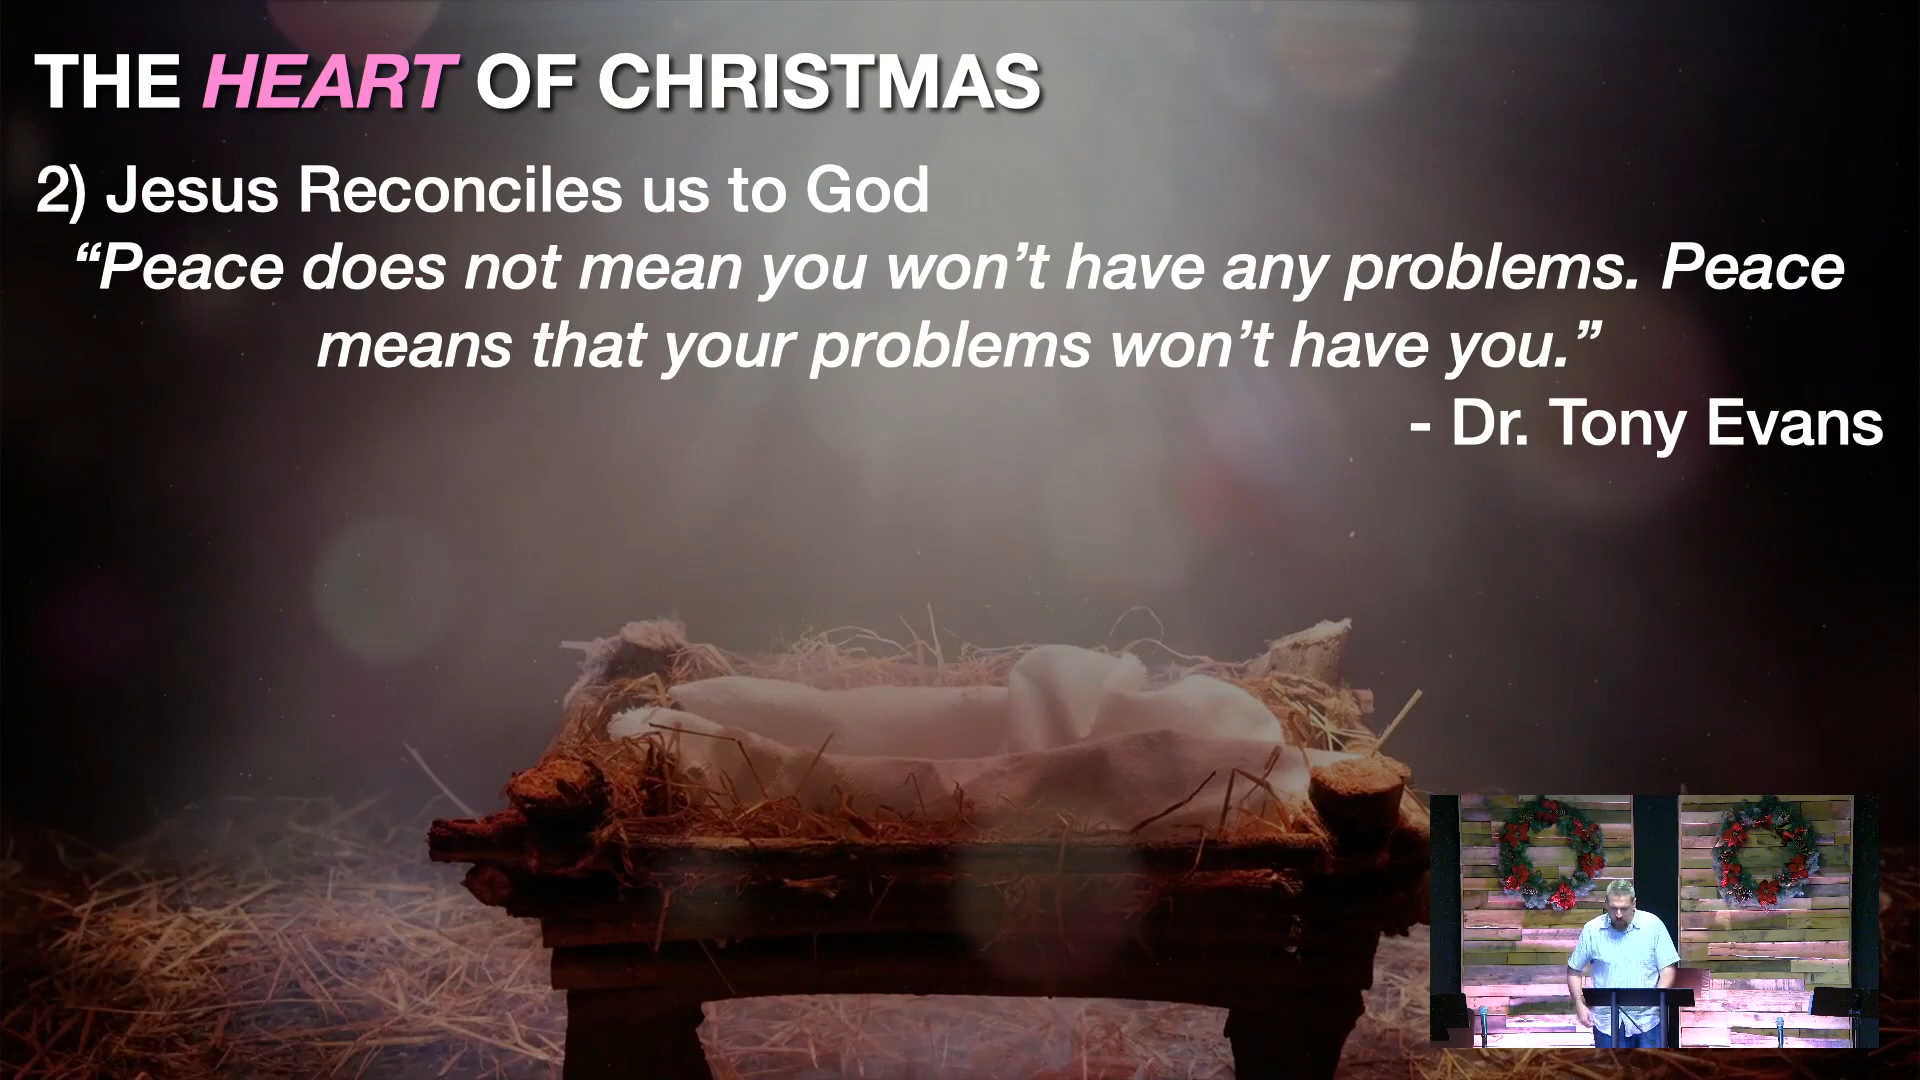 THE HEART OF CHRISTMAS
2) Jesus Reconciles us to God
“Peace does not mean you won’t have any problems. Peace
means that your problems won’t have you.”
- Dr. Tony Evans